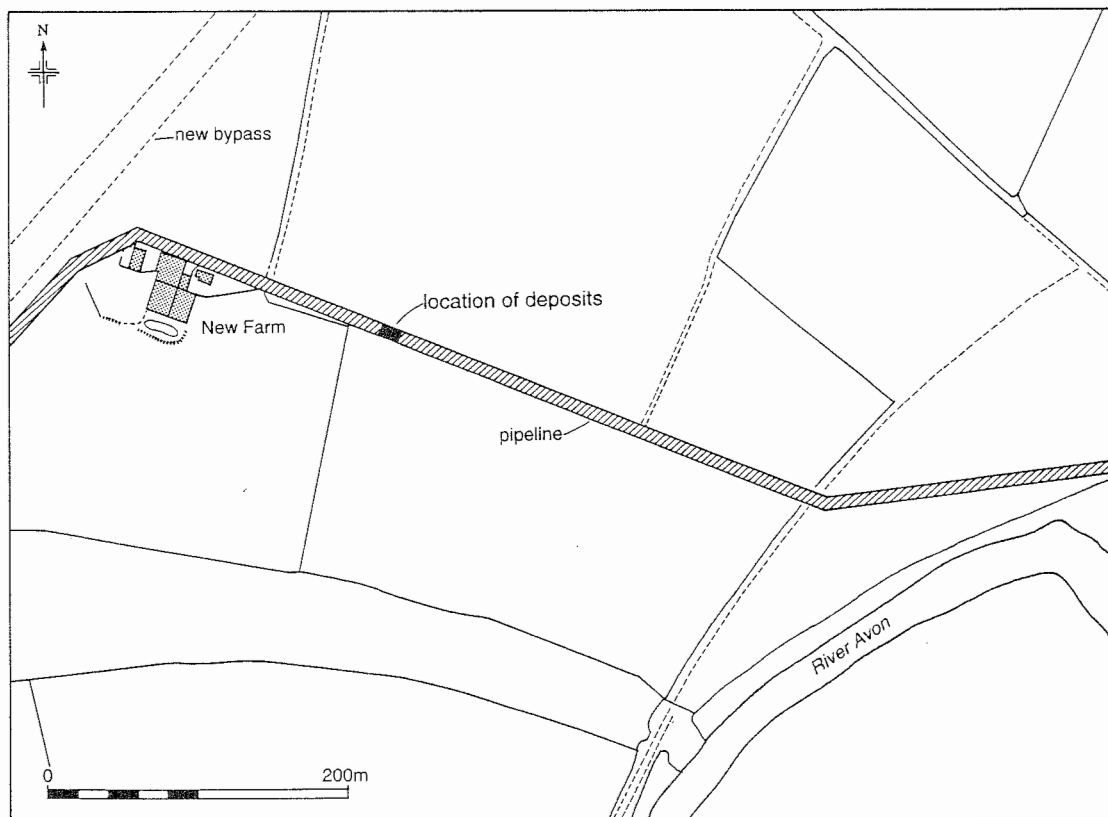 N
new bypass
location of deposits
New Farm
pipeline
River Avon
0 200m